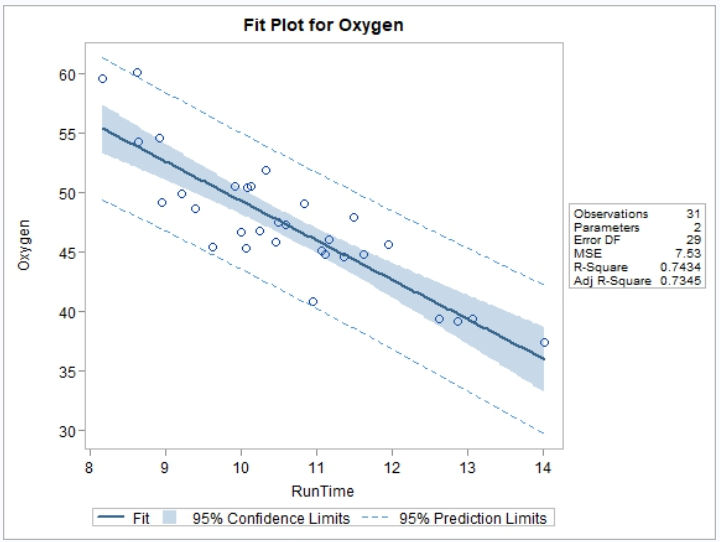 Fit Plot for Oxygen
60
55
50
45
40
35
30
Oxygen
8 9 10 11 12 13 14
RunTime
Observations 31
Parameters 2
Error DF 29
MSE 7.53
R-Square 0.7434
Adj R-Square 0.7345
Fit 95% Confidence Limits 95% Prediction Limits